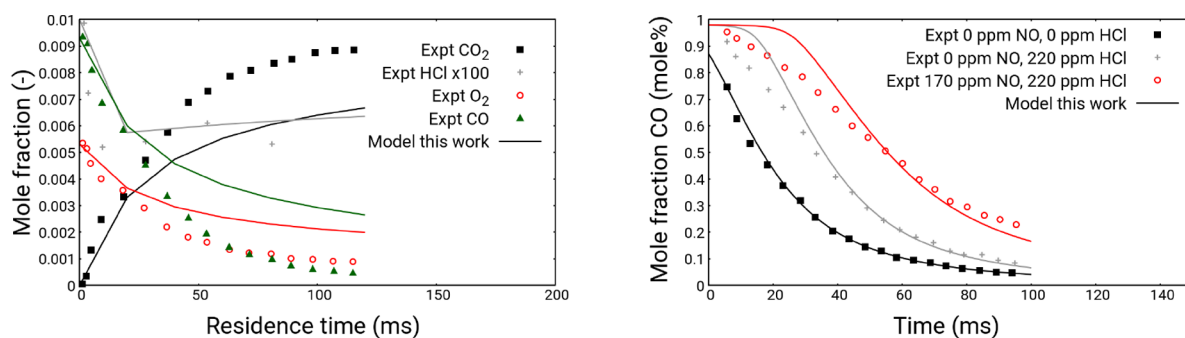 0.01
0.009
0.008
0.007
0.006
0.005
0.004
0.003
0.002
0.001
0
Mole fraction (-)
Expt CO₂
Expt HCl x100
Expt O₂
Expt CO
Model this work
0 50 100 150 200
Residence time (ms)
1
0.9
0.8
0.7
0.6
0.5
0.4
0.3
0.2
0.1
0
Mole fraction CO (mole%)
Expt 0 ppm NO, 0 ppm HCl
Expt 0 ppm NO, 220 ppm HCl
Expt 170 ppm NO, 220 ppm HCl
Model this work
0 20 40 60 80 100 120 140
Time (ms)